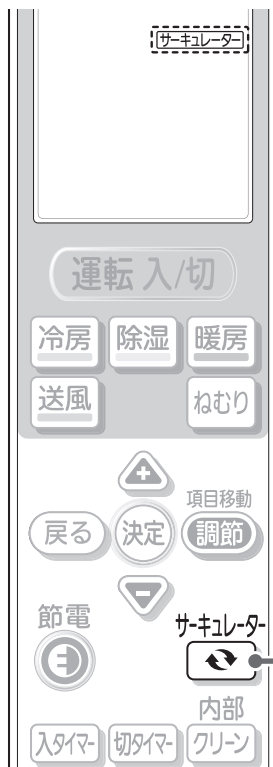 サーキュレーター
運転 入/切
冷房 除湿 暖房
送風 ねむり
項目移動
戻る 決定 調節
節電 サーキュレーター
内部
入タイマー 切タイマー クリーン